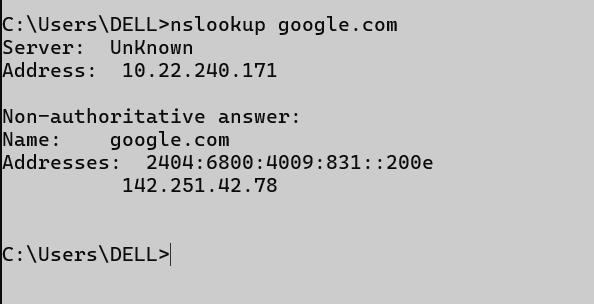 C:\Users\DELL>nslookup google.com
Server:  UnKnown
Address:  10.22.240.171

Non-authoritative answer:
Name:    google.com
Addresses:  2404:6800:4009:831::200e
          142.251.42.78


C:\Users\DELL>